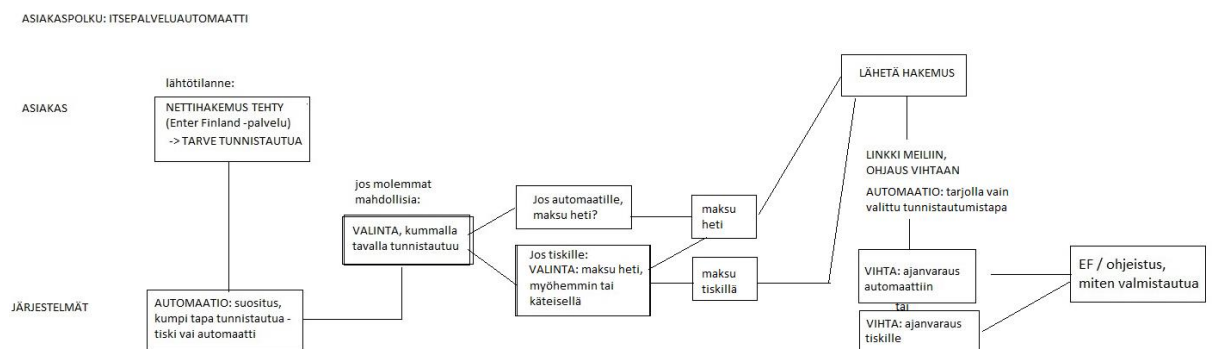 ASIAKASPOLKU: ITSEPALVELUAUTOMAATTI
ASIAKAS
lähtötilanne:
NETTIHAKEMUS TEHTY
(Enter Finland -palvelu)
-> TARVE TUNNISTAUTUA
JÄRJESTELMÄT
AUTOMAATIO: suositus,
kumpi tapa tunnistautua -
tiski vai automaatti
jos molemmat
mahdollisia:
VALINTA, kummalla
tavalla tunnistautuu
Jos automaatille,
maksu heti?
Jos tiskille:
VALINTA: maksu heti,
myöhemmin tai
käteisellä
maksu
heti
maksu
tiskillä
LÄHETÄ HAKEMUS
LINKKI MEILIIN,
OHJAUS VIHTAAN
AUTOMAATIO: tarjolla vain
valittu tunnistautumistapa
VIHTA: ajanvaraus
automaattiin
tai
VIHTA: ajanvaraus
tiskille
EF / ohjeistus,
miten valmistautua